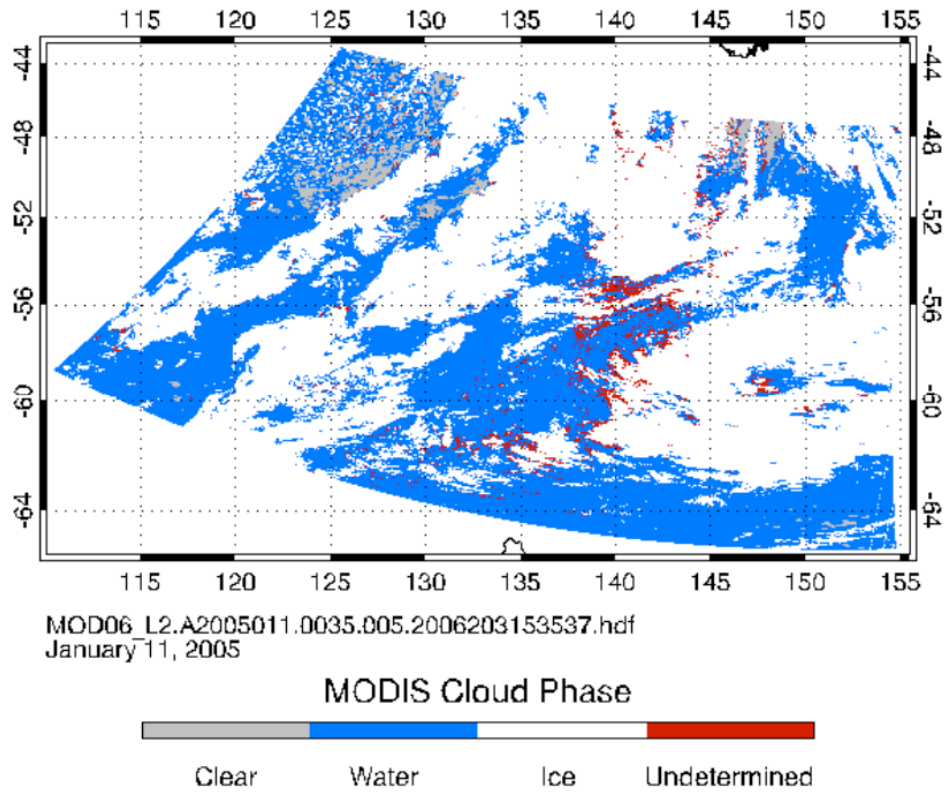 115 120 125 130 135 140 145 150 155
-44 -44
-48 -48
-52 -52
-56 -56
-60 -60
-64 -64
115 120 125 130 135 140 145 150 155
MOD06_L2.A2005011.0035.005.2006203153537.hdf
January 11, 2005
MODIS Cloud Phase
Clear Water Ice Undetermined